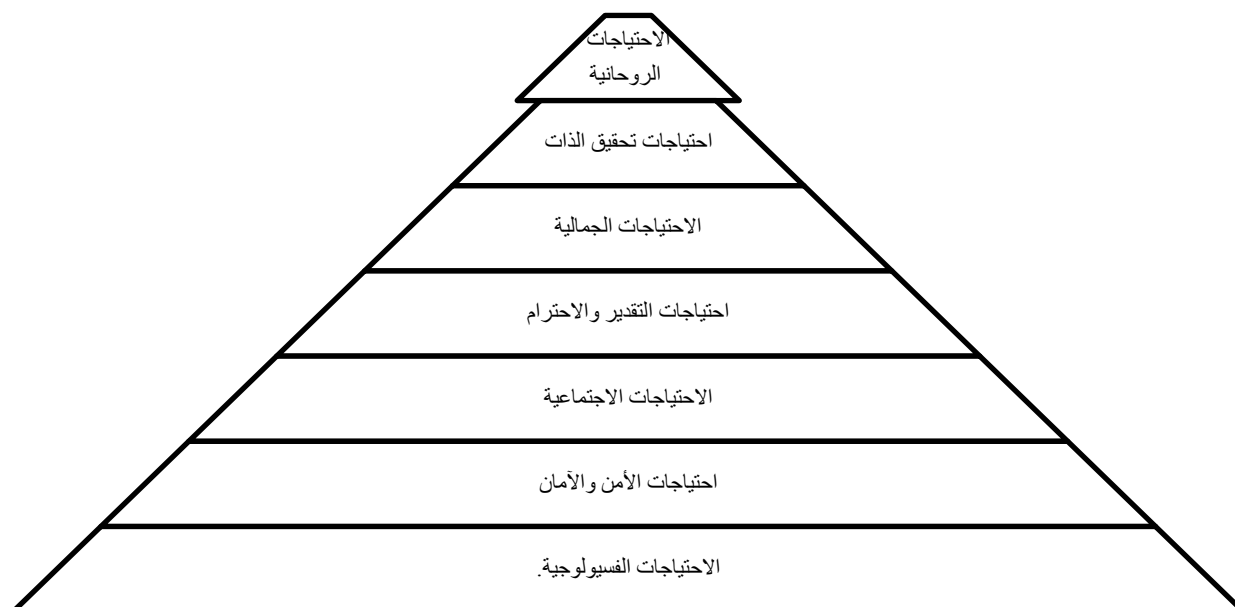 الاحتياجات
الروحانية
احتياجات تحقيق الذات
الاحتياجات الجمالية
احتياجات التقدير والاحترام
الاحتياجات الاجتماعية
احتياجات الأمن والآمان
الاحتياجات الفسيولوجية.